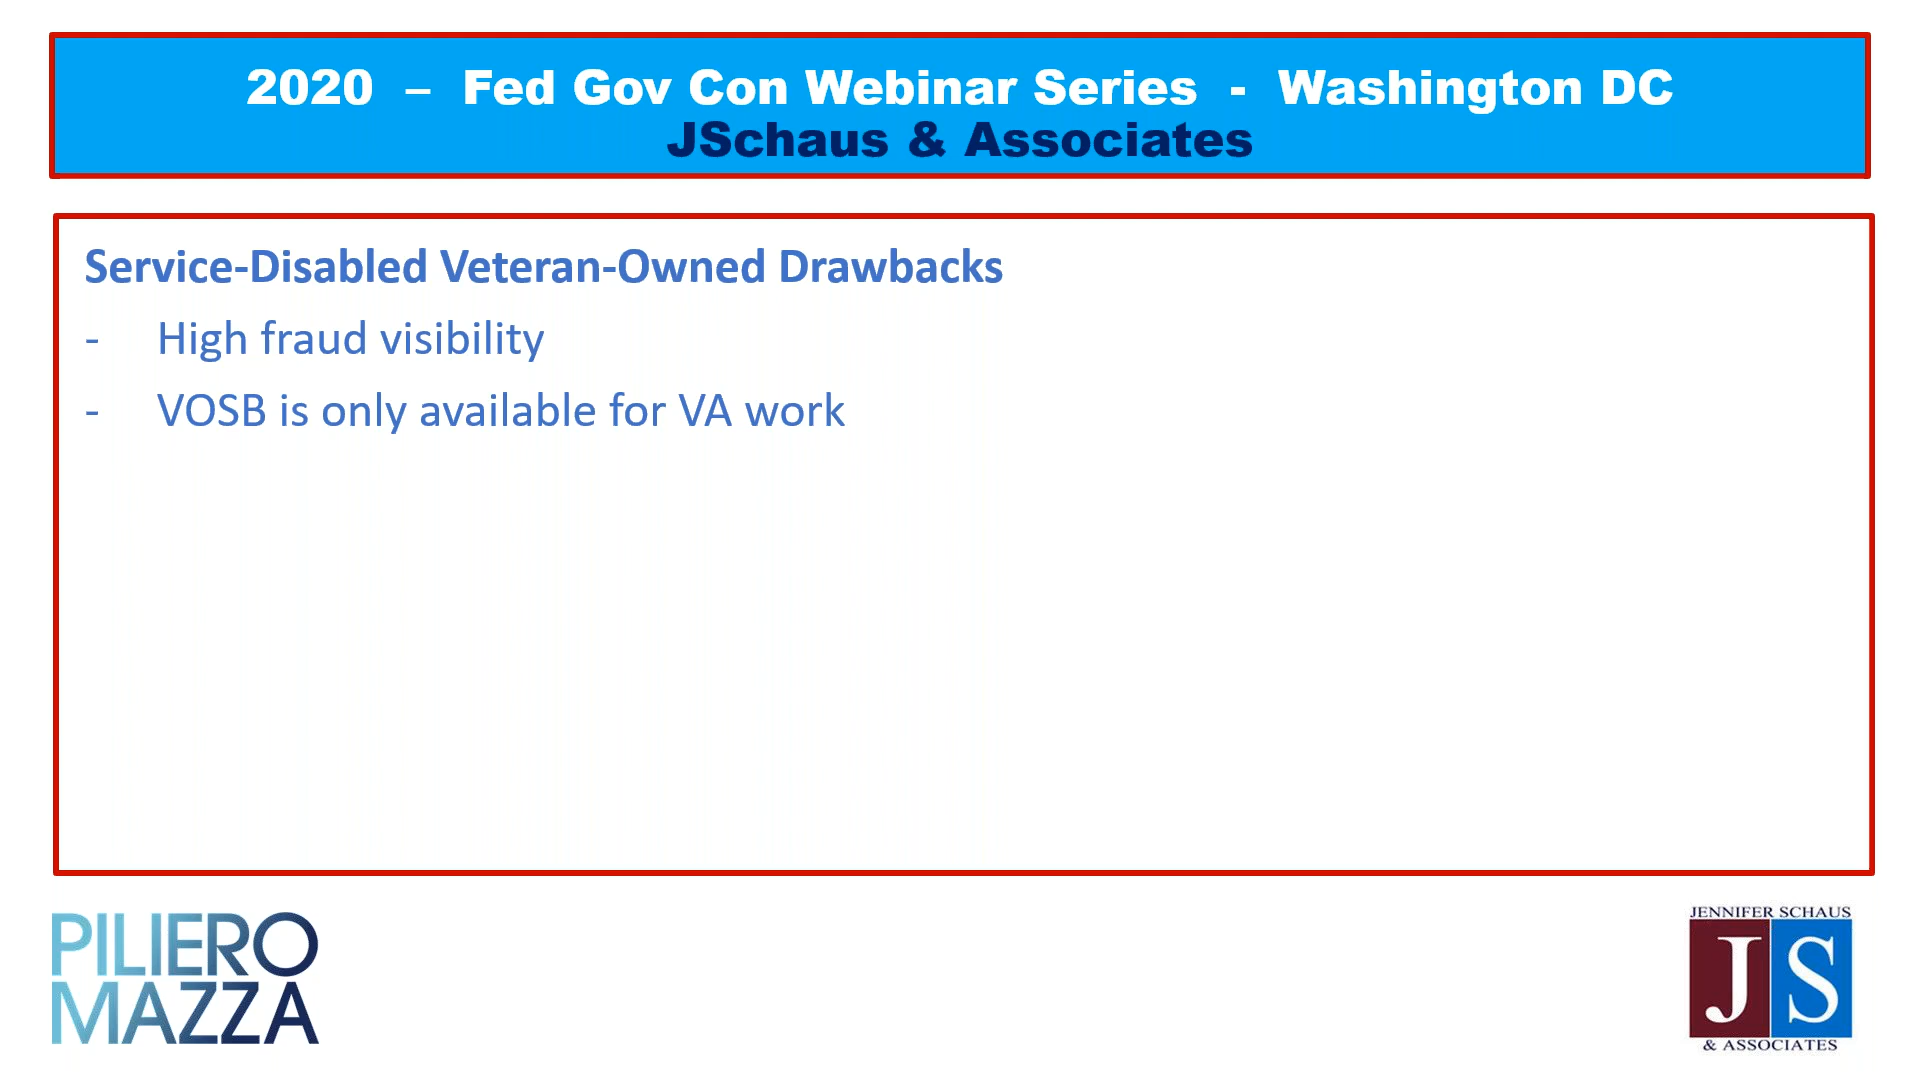 2020 – Fed Gov Con Webinar Series - Washington DC
JSchaus & Associates
Service-Disabled Veteran-Owned Drawbacks
- High fraud visibility
- VOSB is only available for VA work
PILIERO
MAZZA
JENNIFER SCHAUS
JS
& ASSOCIATES